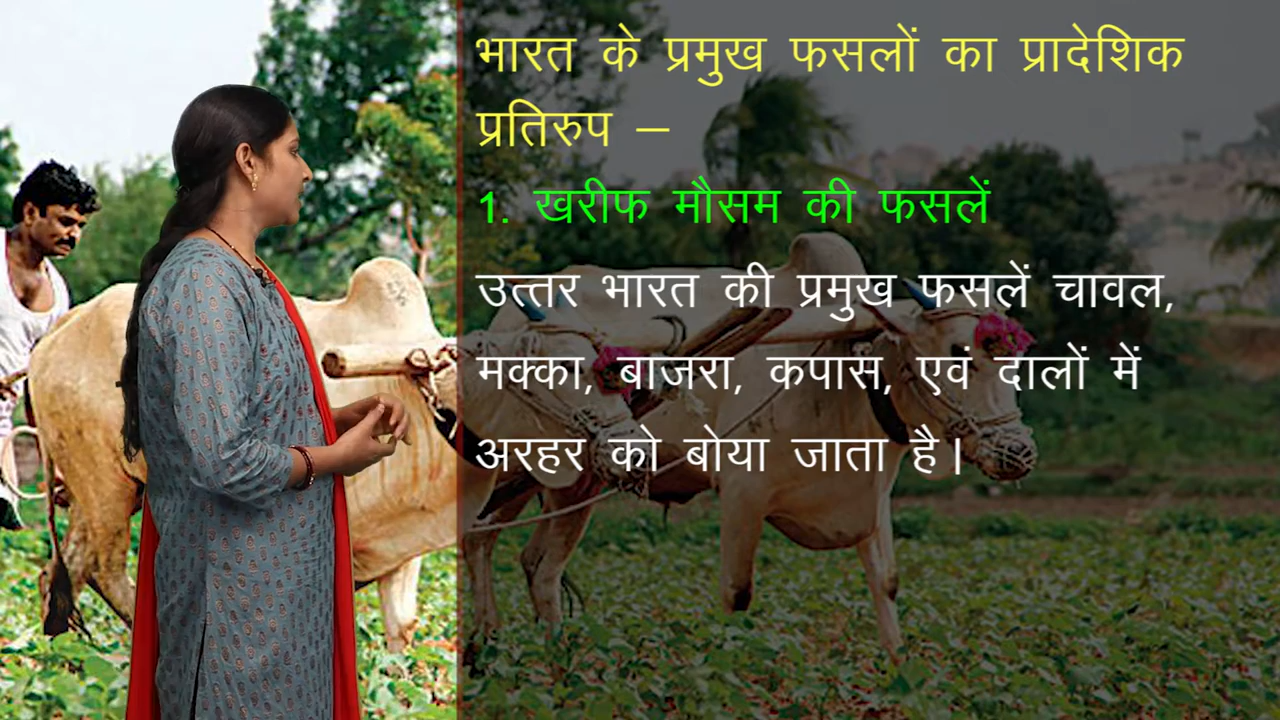 भारत के प्रमुख फसलों का प्रादेशिक
प्रतिरुप –
1. खरीफ मौसम की फसलें
उत्तर भारत की प्रमुख फसलें चावल,
मक्का, बाजरा, कपास, एवं दालों में
अरहर को बोया जाता है।